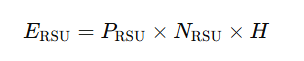 E_RSU = P_RSU × N_RSU × H